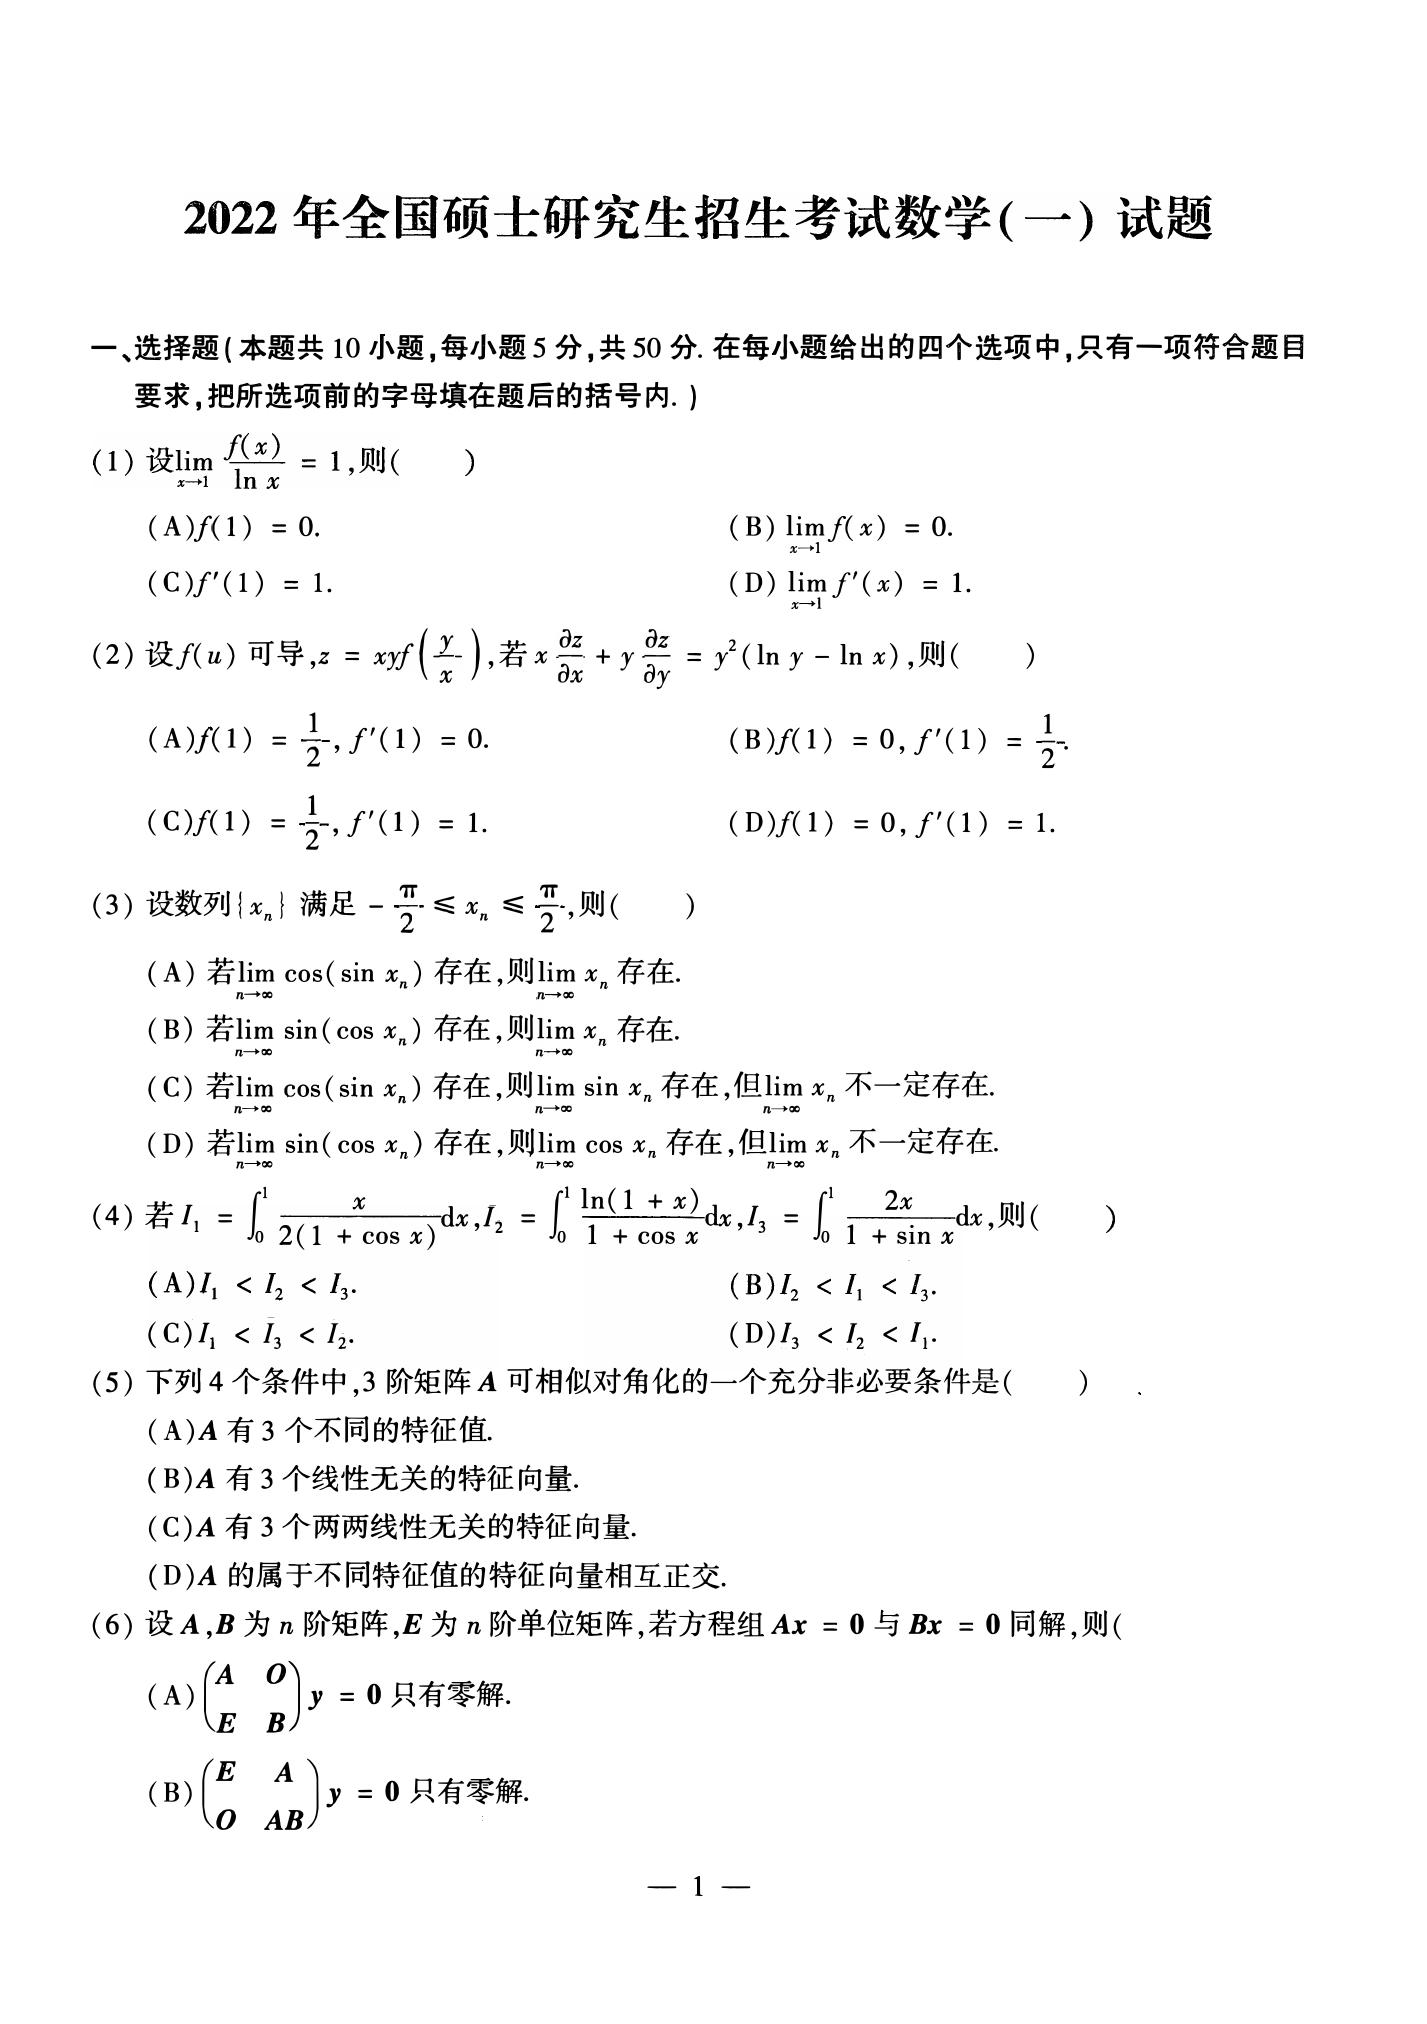 2022 年全国硕士研究生招生考试数学(一) 试题
一、选择题(本题共 10 小题,每小题 5 分,共 50 分. 在每小题给出的四个选项中,只有一项符合题目
要求,把所选项前的字母填在题后的括号内. )
(1) 设$\lim_{x\to 1}\frac{f(x)}{\ln x} = 1$,则(　　)
(A)$f(1) = 0$.　　(B)$\lim_{x\to 1} f(x) = 0$.
(C)$f'(1) = 1$.　　(D)$\lim_{x\to 1} f'(x) = 1$.
(2) 设$f(u)$ 可导,$z = xyf\left(\frac{y}{x}\right)$,若 $x\frac{\partial z}{\partial x} + y\frac{\partial z}{\partial y} = y^2(\ln y - \ln x)$,则(　　)
(A)$f(1) = \frac{1}{2}, f'(1) = 0$.　　(B)$f(1) = 0, f'(1) = \frac{1}{2}$.
(C)$f(1) = \frac{1}{2}, f'(1) = 1$.　　(D)$f(1) = 0, f'(1) = 1$.
(3) 设数列$\{x_n\}$ 满足 $-\frac{\pi}{2} \leq x_n \leq \frac{\pi}{2}$,则(　　)
(A) 若$\lim_{n\to\infty} \cos(\sin x_n)$ 存在,则$\lim_{n\to\infty} x_n$ 存在.
(B) 若$\lim_{n\to\infty} \sin(\cos x_n)$ 存在,则$\lim_{n\to\infty} x_n$ 存在.
(C) 若$\lim_{n\to\infty} \cos(\sin x_n)$ 存在,则$\lim_{n\to\infty} \sin x_n$ 存在,但$\lim_{n\to\infty} x_n$ 不一定存在.
(D) 若$\lim_{n\to\infty} \sin(\cos x_n)$ 存在,则$\lim_{n\to\infty} \cos x_n$ 存在,但$\lim_{n\to\infty} x_n$ 不一定存在.
(4) 若 $I_1 = \int_0^1 \frac{x}{2(1 + \cos x)}dx, I_2 = \int_0^1 \frac{\ln(1 + x)}{1 + \cos x}dx, I_3 = \int_0^1 \frac{2x}{1 + \sin x}dx$,则(　　)
(A)$I_1 < I_2 < I_3$.　　(B)$I_2 < I_1 < I_3$.
(C)$I_1 < I_3 < I_2$.　　(D)$I_3 < I_2 < I_1$.
(5) 下列 4 个条件中,3 阶矩阵 $A$ 可相似对角化的一个充分非必要条件是(　　)
(A)$A$ 有 3 个不同的特征值.
(B)$A$ 有 3 个线性无关的特征向量.
(C)$A$ 有 3 个两两线性无关的特征向量.
(D)$A$ 的属于不同特征值的特征向量相互正交.
(6) 设 $A,B$ 为 $n$ 阶矩阵,$E$ 为 $n$ 阶单位矩阵,若方程组 $Ax = 0$ 与 $Bx = 0$ 同解,则(
(A)$\begin{pmatrix} A & O \\ E & B \end{pmatrix} y = 0$ 只有零解.
(B)$\begin{pmatrix} E & A \\ O & AB \end{pmatrix} y = 0$ 只有零解.
— 1 —